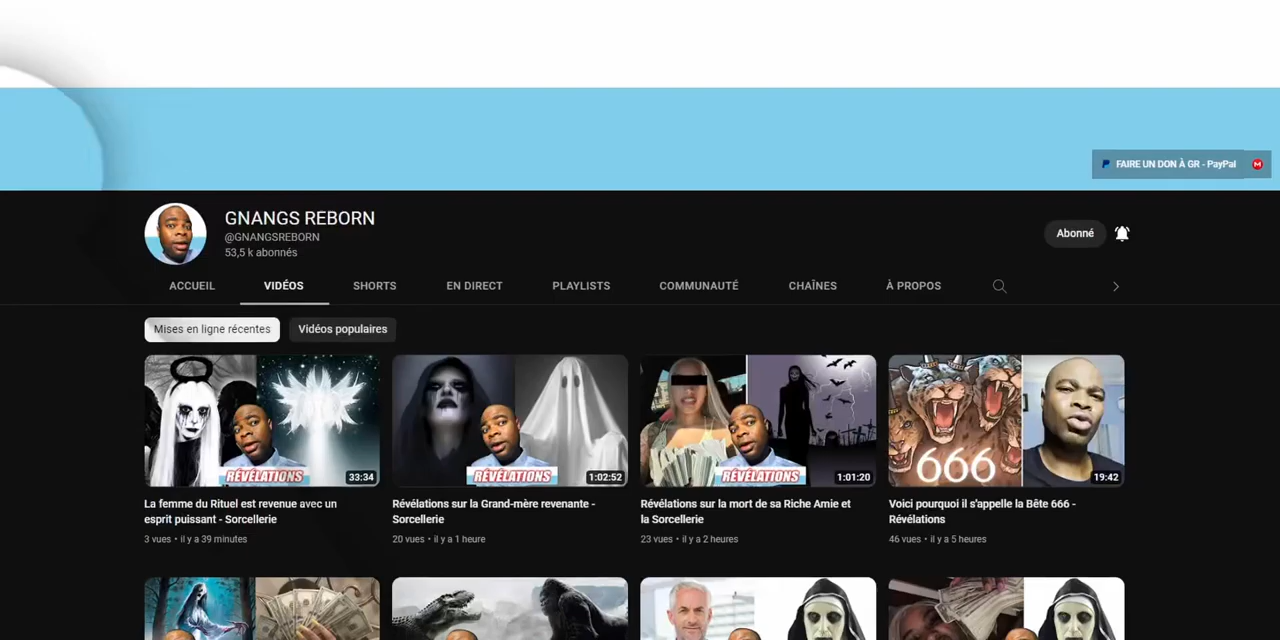 FAIRE UN DON À GR - PayPal
GNANGS REBORN
@GNANGSREBORN
53,5 k abonnés
Abonné
ACCUEIL VIDÉOS SHORTS EN DIRECT PLAYLISTS COMMUNAUTÉ CHAÎNES À PROPOS
Mises en ligne récentes Vidéos populaires
RÉVÉLATIONS 33:34
RÉVÉLATIONS 1:02:52
RÉVÉLATIONS 1:01:20
666 19:42
La femme du Rituel est revenue avec un
esprit puissant - Sorcellerie
3 vues • il y a 39 minutes
Révélations sur la Grand-mère revenante -
Sorcellerie
20 vues • il y a 1 heure
Révélations sur la mort de sa Riche Amie et
la Sorcellerie
23 vues • il y a 2 heures
Voici pourquoi il s'appelle la Bête 666 -
Révélations
46 vues • il y a 5 heures